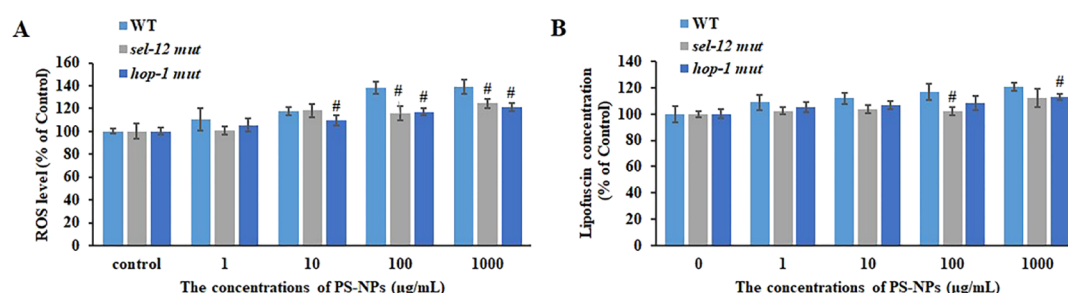 A
WT
sel-12 mut
hop-1 mut
ROS level (% of Control)
160
140
120
100
80
60
40
20
0
# # # # #
control 1 10 100 1000
The concentrations of PS-NPs (µg/mL)
B
WT
sel-12 mut
hop-1 mut
Lipofuscin concentration
(% of Control)
140
120
100
80
60
40
20
0
# #
0 1 10 100 1000
The concentrations of PS-NPs (µg/mL)